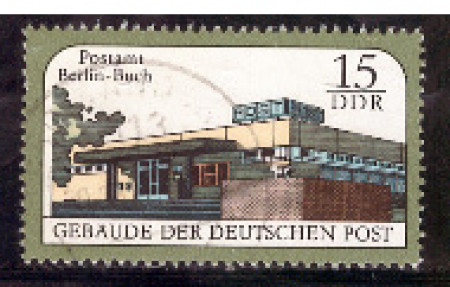 Postamt
Berlin-Buch
15
DDR
GEBÄUDE DER DEUTSCHEN POST